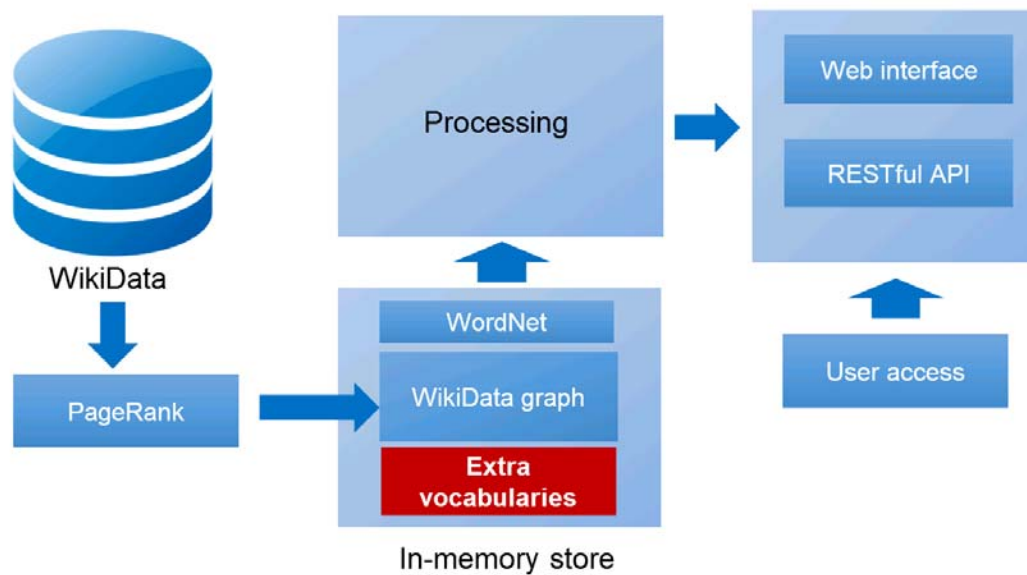 WikiData
PageRank
Processing
WordNet
WikiData graph
Extra
vocabularies
In-memory store
Web interface
RESTful API
User access